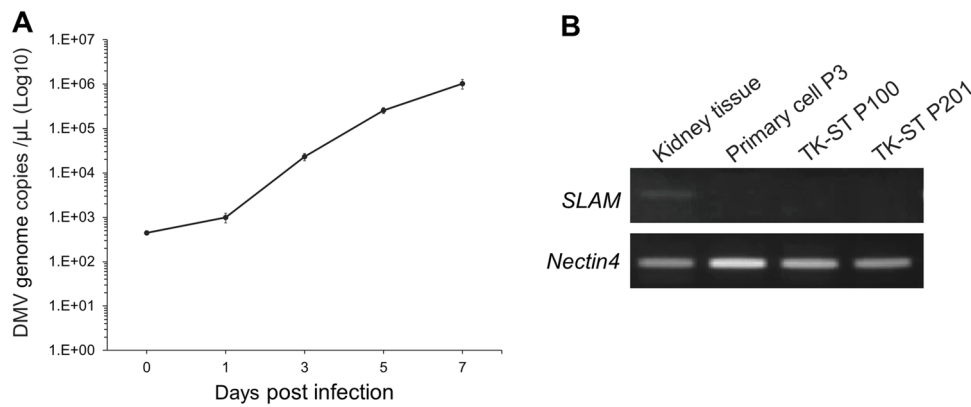 A
DMV genome copies /µL (Log10)
1.E+07
1.E+06
1.E+05
1.E+04
1.E+03
1.E+02
1.E+01
1.E+00
0 1 3 5 7
Days post infection
B
Kidney tissue
Primary cell P3
TK-ST P100
TK-ST P201
SLAM
Nectin4